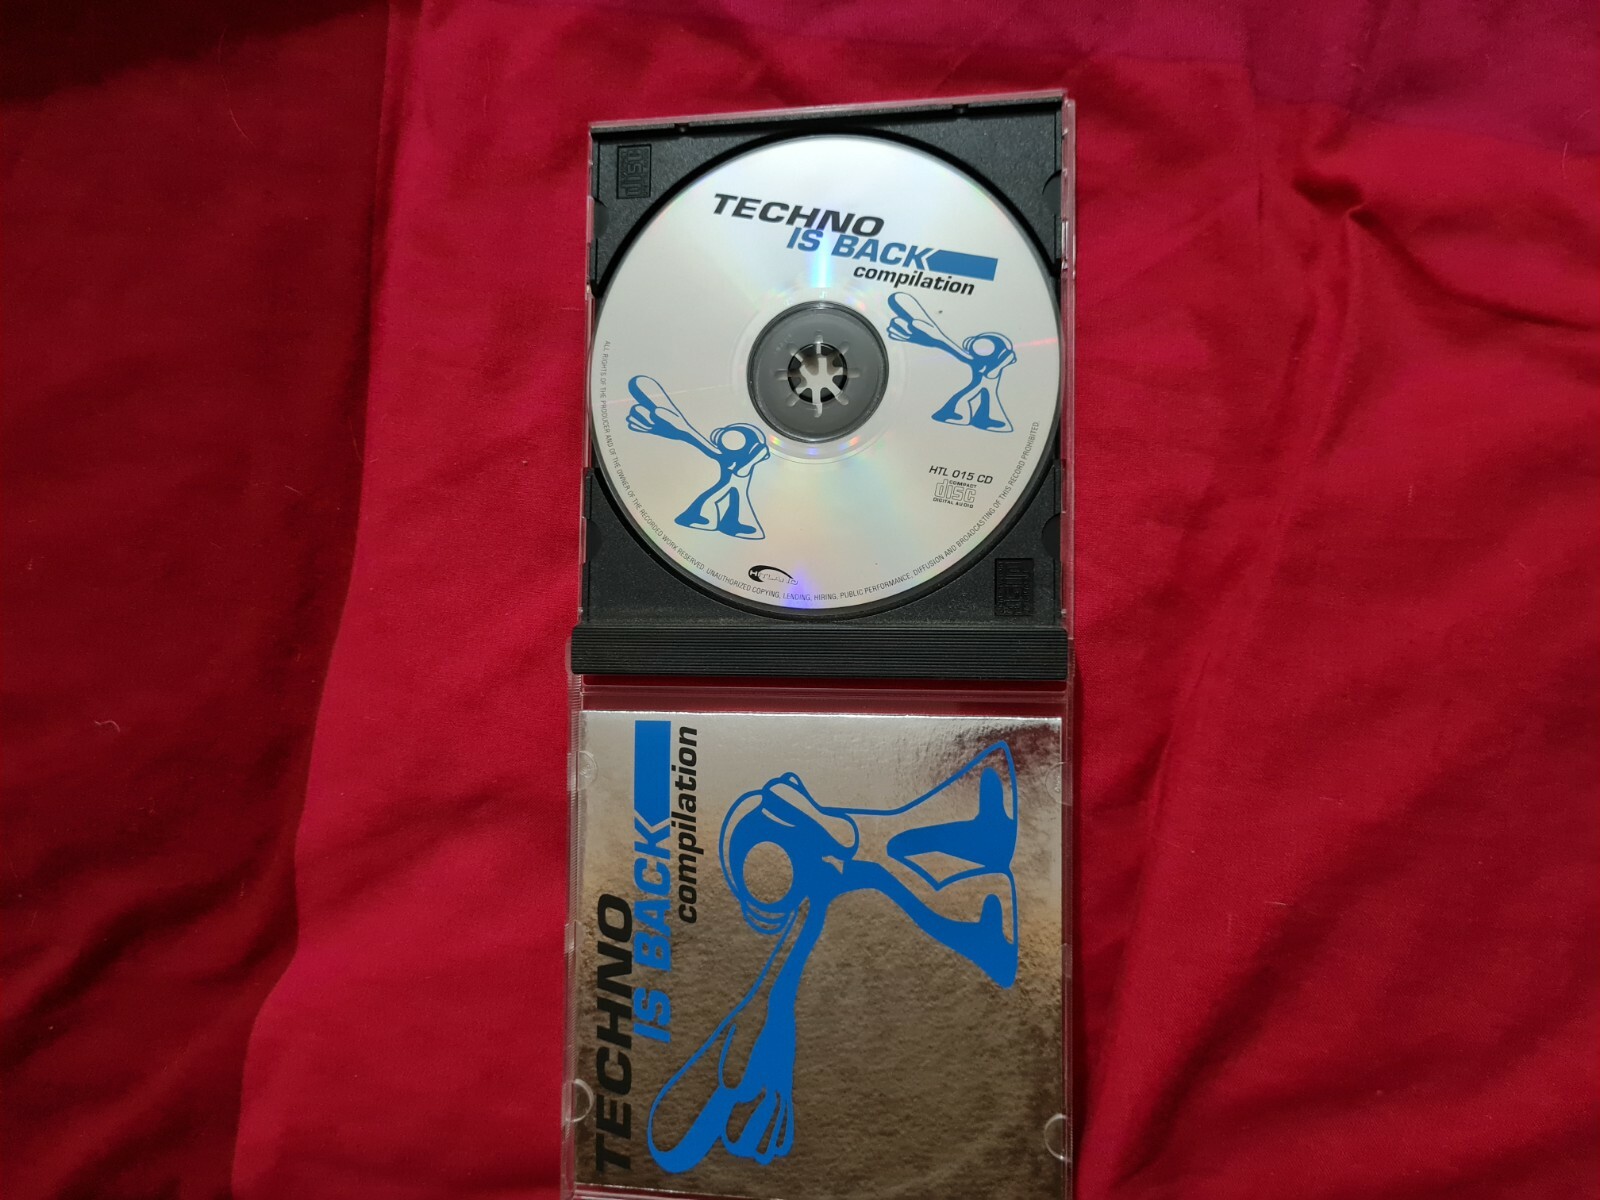 TECHNO
IS BACK
compilation
HTL 015 CD
COMPACT
disc
DIGITAL AUDIO
ALL RIGHTS OF THE PRODUCER AND OF THE OWNER OF THE RECORDED WORK RESERVED. UNAUTHORIZED COPYING, LENDING, HIRING, PUBLIC PERFORMANCE, DIFFUSION AND BROADCASTING OF THIS RECORD PROHIBITED.
disc
TECHNO
IS BACK
compilation